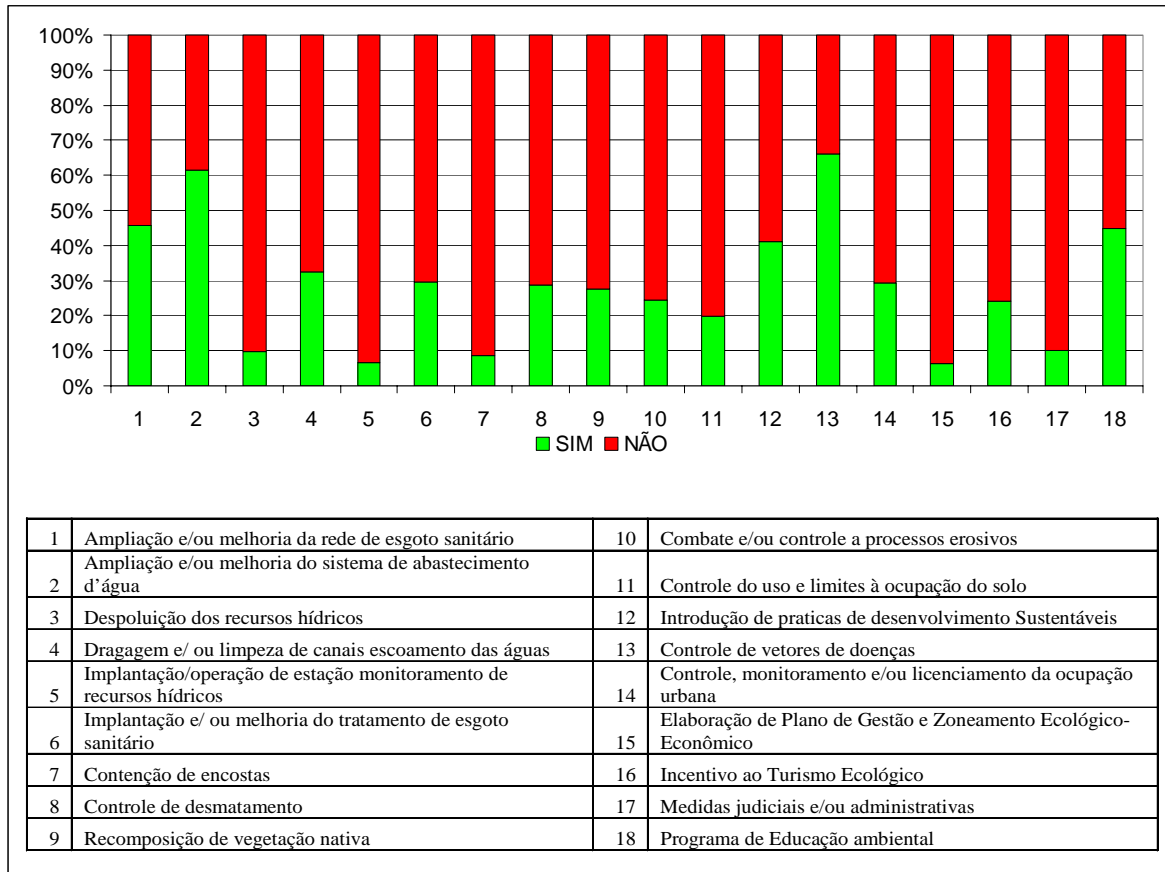 100%
90%
80%
70%
60%
50%
40%
30%
20%
10%
0%
1 2 3 4 5 6 7 8 9 10 11 12 13 14 15 16 17 18
SIM NÃO
1 Ampliação e/ou melhoria da rede de esgoto sanitário
2 Ampliação e/ou melhoria do sistema de abastecimento
d’água
3 Despoluição dos recursos hídricos
4 Dragagem e/ ou limpeza de canais escoamento das águas
5 Implantação/operação de estação monitoramento de
recursos hídricos
6 Implantação e/ ou melhoria do tratamento de esgoto
sanitário
7 Contenção de encostas
8 Controle de desmatamento
9 Recomposição de vegetação nativa
10 Combate e/ou controle a processos erosivos
11 Controle do uso e limites à ocupação do solo
12 Introdução de praticas de desenvolvimento Sustentáveis
13 Controle de vetores de doenças
14 Controle, monitoramento e/ou licenciamento da ocupação
urbana
15 Elaboração de Plano de Gestão e Zoneamento Ecológico-
Econômico
16 Incentivo ao Turismo Ecológico
17 Medidas judiciais e/ou administrativas
18 Programa de Educação ambiental